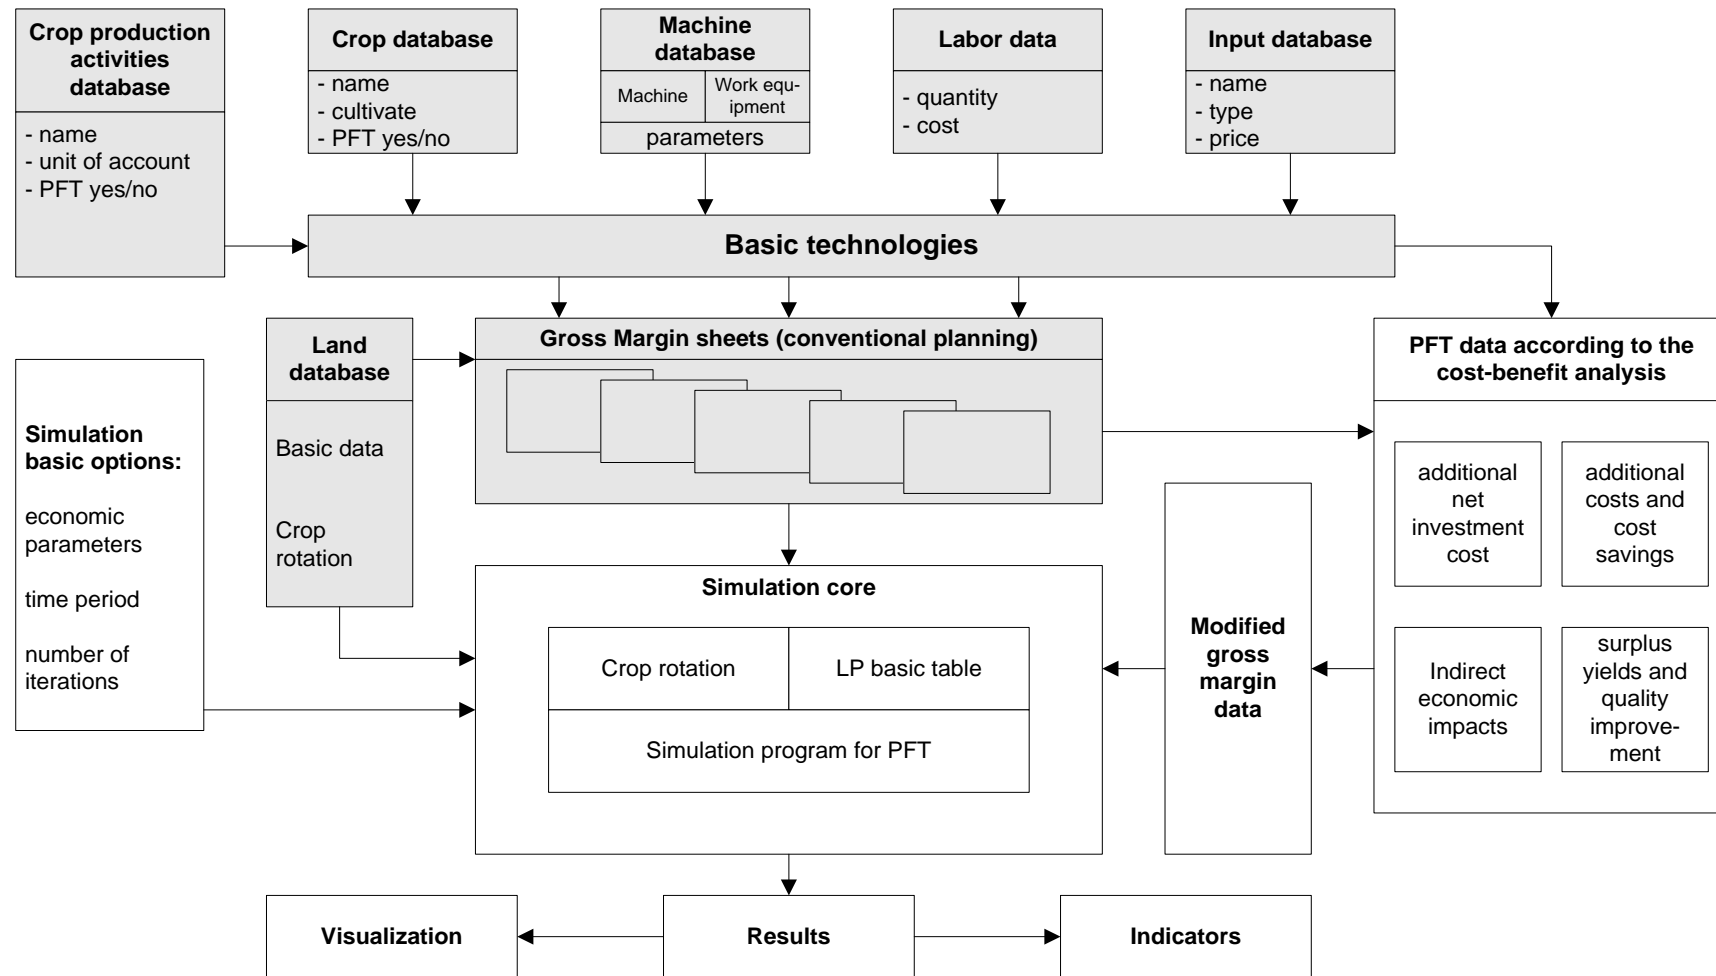 Crop production
activities
database
- name
- unit of account
- PFT yes/no
Crop database
- name
- cultivate
- PFT yes/no
Machine
database
Machine
Work equ-
ipment
parameters
Labor data
- quantity
- cost
Input database
- name
- type
- price
Basic technologies
Land
database
Basic data
Crop
rotation
Gross Margin sheets (conventional planning)
PFT data according to the
cost-benefit analysis
additional
net
investment
cost
additional
costs and
cost
savings
Indirect
economic
impacts
surplus
yields and
quality
improve-
ment
Simulation
basic options:
economic
parameters
time period
number of
iterations
Simulation core
Crop rotation
LP basic table
Simulation program for PFT
Modified
gross
margin
data
Visualization
Results
Indicators